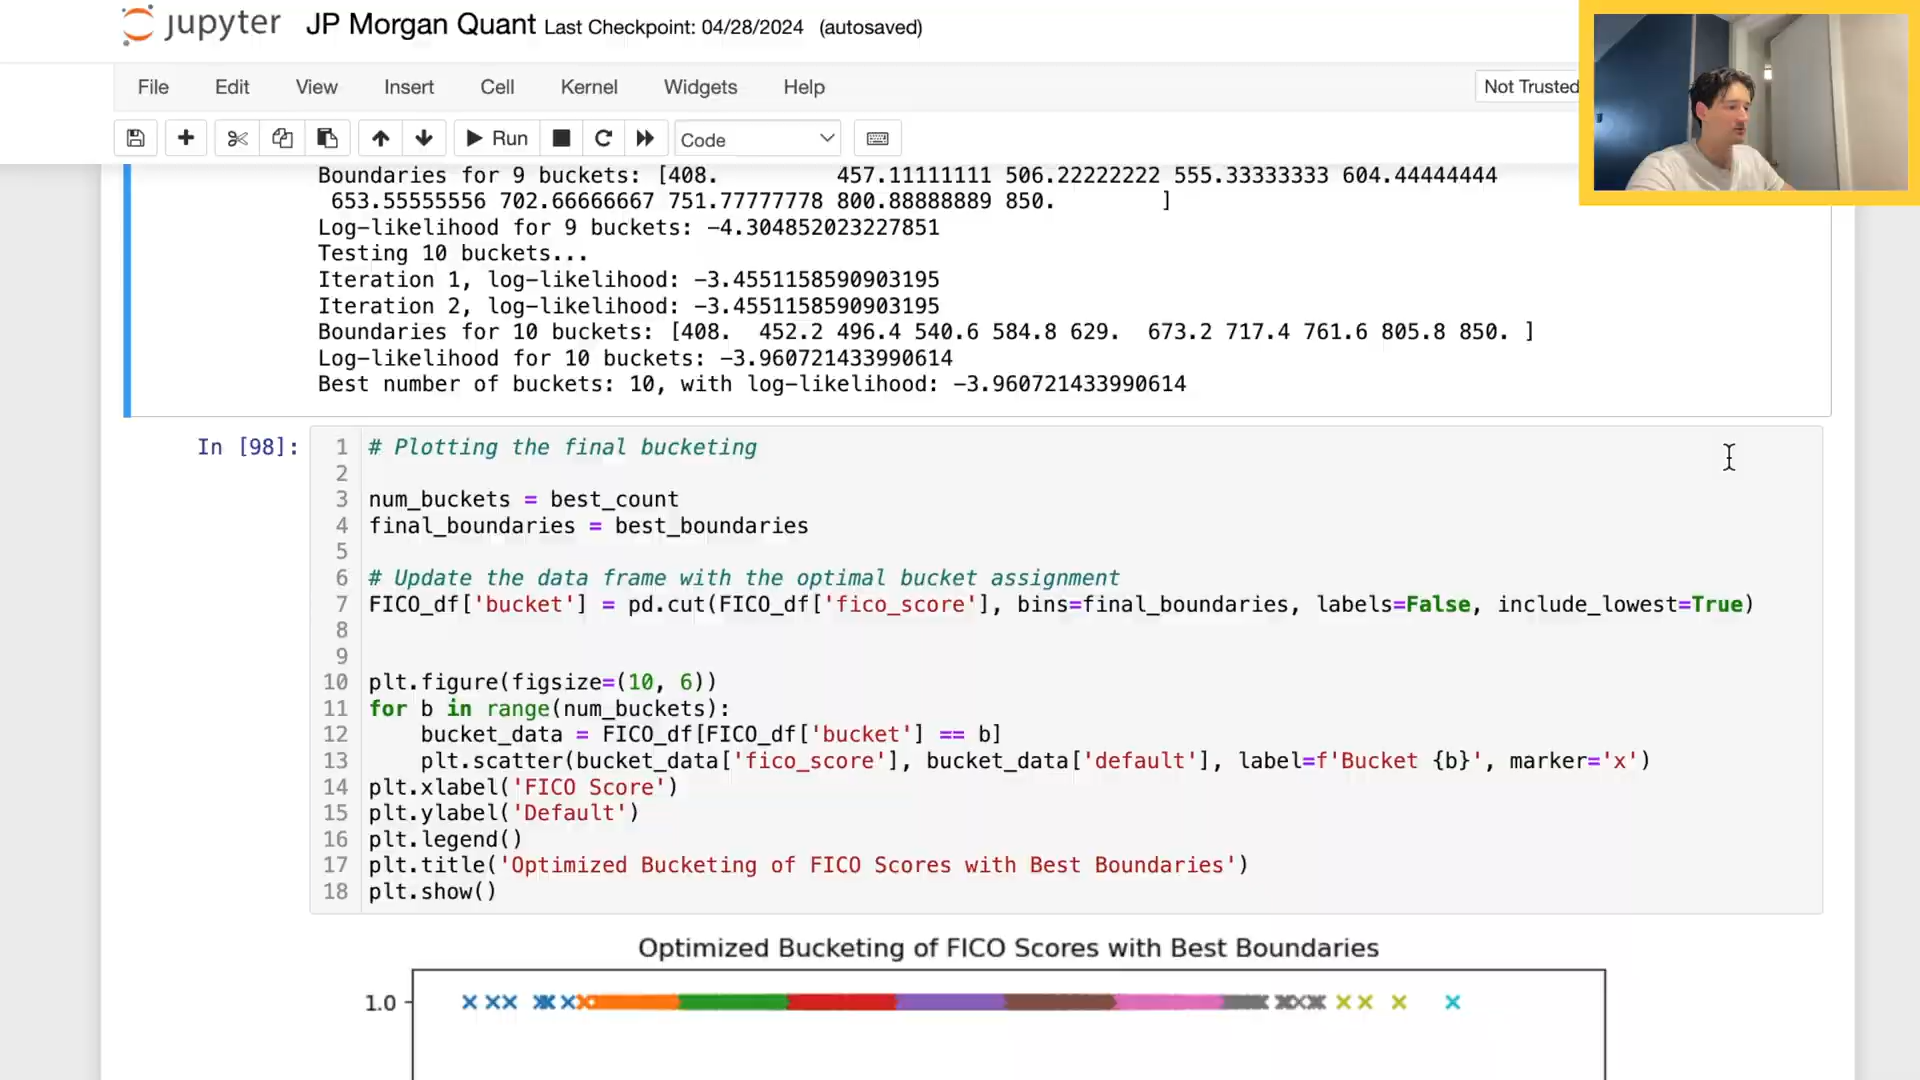 jupyter JP Morgan Quant Last Checkpoint: 04/28/2024 (autosaved)
File Edit View Insert Cell Kernel Widgets Help Not Trusted
Run Code
Boundaries for 9 buckets: [408.         457.11111111 506.22222222 555.33333333 604.44444444
 653.55555556 702.66666667 751.77777778 800.88888889 850.        ]
Log-likelihood for 9 buckets: -4.304852023227851
Testing 10 buckets...
Iteration 1, log-likelihood: -3.4551158590903195
Iteration 2, log-likelihood: -3.4551158590903195
Boundaries for 10 buckets: [408.  452.2 496.4 540.6 584.8 629.  673.2 717.4 761.6 805.8 850. ]
Log-likelihood for 10 buckets: -3.960721433990614
Best number of buckets: 10, with log-likelihood: -3.960721433990614
In [98]:
1 # Plotting the final bucketing
2
3 num_buckets = best_count
4 final_boundaries = best_boundaries
5
6 # Update the data frame with the optimal bucket assignment
7 FICO_df['bucket'] = pd.cut(FICO_df['fico_score'], bins=final_boundaries, labels=False, include_lowest=True)
8
9
10 plt.figure(figsize=(10, 6))
11 for b in range(num_buckets):
12     bucket_data = FICO_df[FICO_df['bucket'] == b]
13     plt.scatter(bucket_data['fico_score'], bucket_data['default'], label=f'Bucket {b}', marker='x')
14 plt.xlabel('FICO Score')
15 plt.ylabel('Default')
16 plt.legend()
17 plt.title('Optimized Bucketing of FICO Scores with Best Boundaries')
18 plt.show()
Optimized Bucketing of FICO Scores with Best Boundaries
1.0